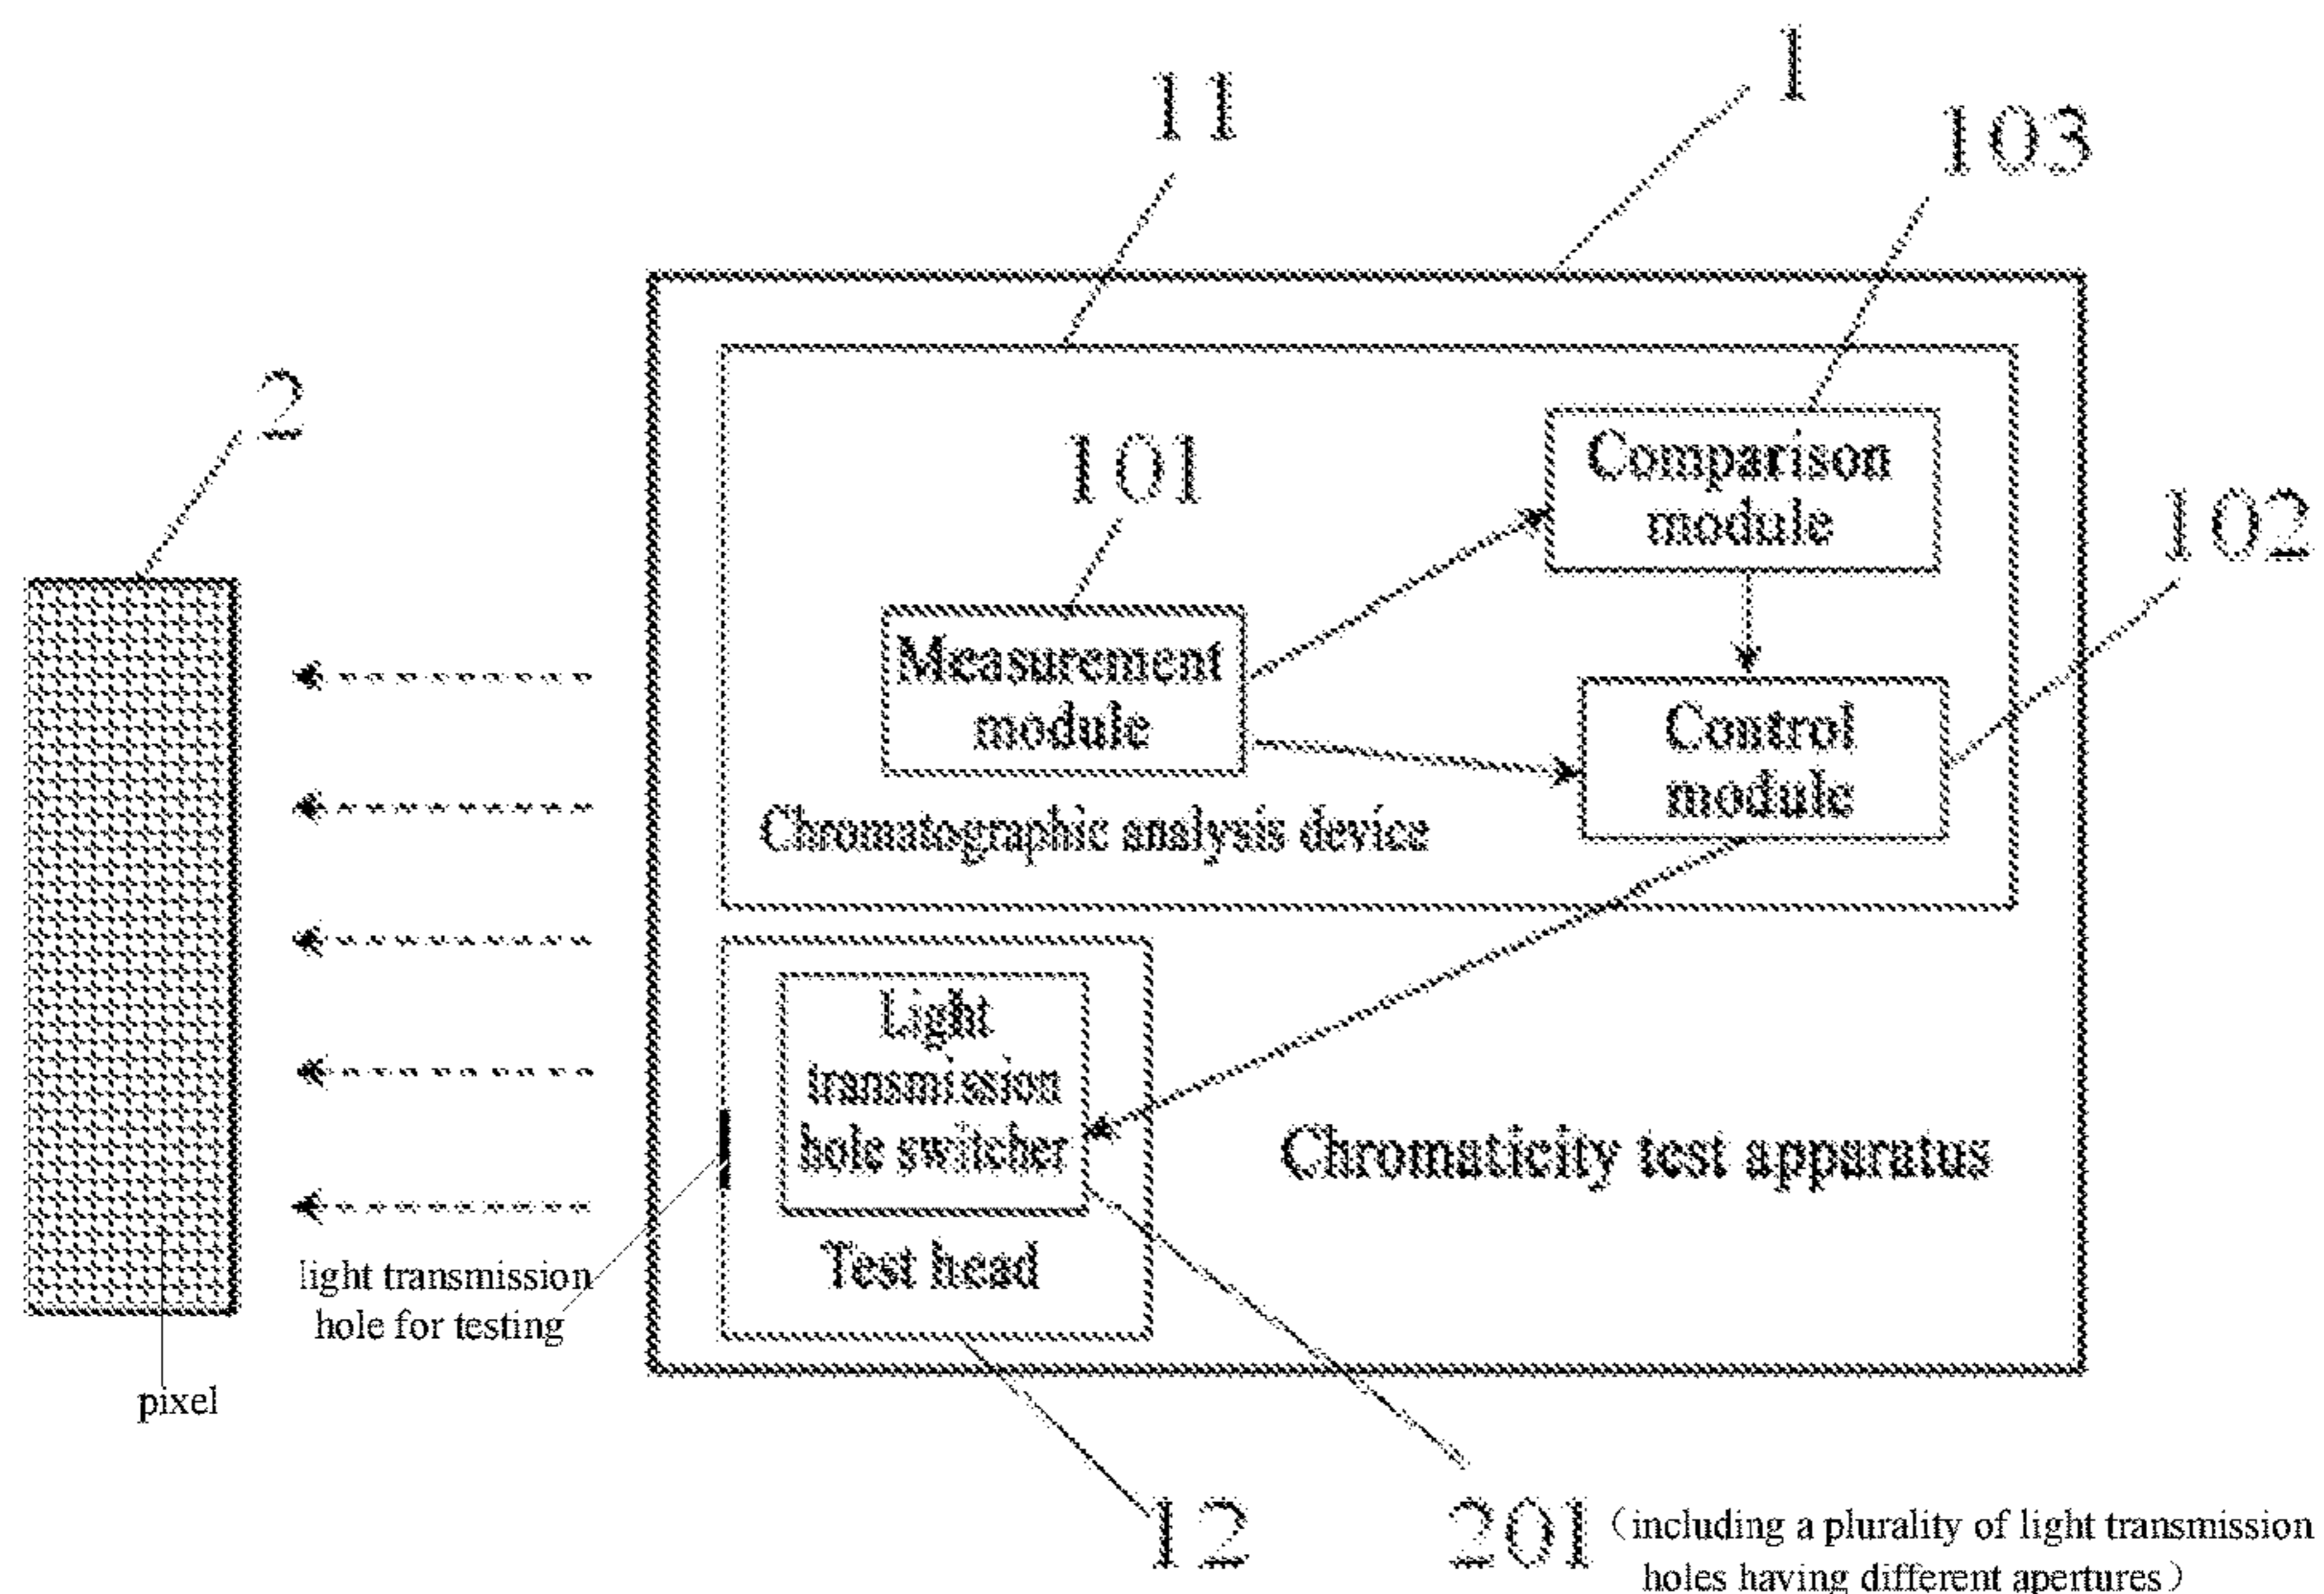 1
11
103
2
101
Comparison
module
102
Measurement
module
Control
module
Chromatographic analysis device
Light
transmission
hole switcher
Chromaticity test apparatus
Test head
light transmission
hole for testing
pixel
12
201 (including a plurality of light transmission
holes having different apertures)